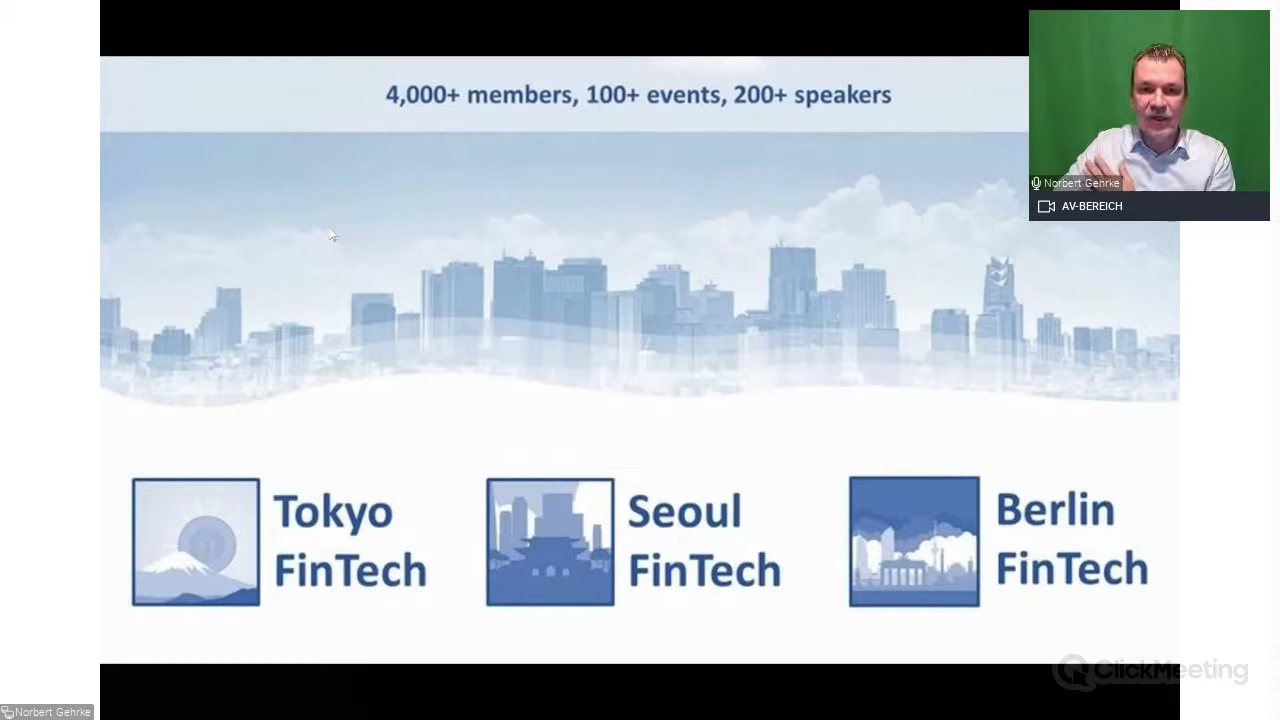 4,000+ members, 100+ events, 200+ speakers
Norbert Gehrke
AV-BEREICH
Tokyo
FinTech
Seoul
FinTech
Berlin
FinTech
ClickMeeting
Norbert Gehrke